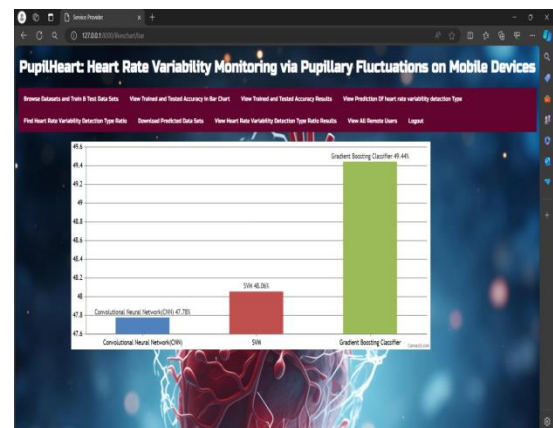 Service Provider
127.0.0.1:8000/likeschart/bar
PupilHeart: Heart Rate Variability Monitoring via Pupillary Fluctuations on Mobile Devices
Browse Datasets and Train & Test Data Sets View Trained and Tested Accuracy in Bar Chart View Trained and Tested Accuracy Results View Prediction Of heart rate variability detection Type
Find Heart Rate Variability Detection Type Ratio Download Predicted Data Sets View Heart Rate Variability Detection Type Ratio Results View All Remote Users Logout
49.6
Gradient Boosting Classifier 49.44%
49.4
49.2
49
48.8
48.6
48.4
48.2
SVM 48.06%
48
Convolutional Neural Network(CNN) 47.78%
47.8
47.6
Convolutional Neural Network(CNN) SVM Gradient Boosting Classifier
CanvasJS.com